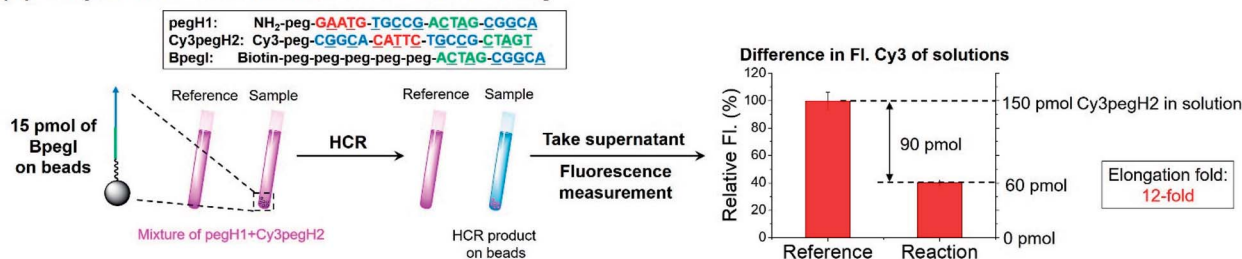 pegH1: NH2-peg-GAATG-TGCCG-ACTAG-CGGCA
Cy3pegH2: Cy3-peg-CGGCA-CATTC-TGCCG-CTAGT
BpegI: Biotin-peg-peg-peg-peg-peg-ACTAG-CGGCA
15 pmol of
BpegI
on beads
Reference Sample
Mixture of pegH1+Cy3pegH2
HCR
Reference Sample
HCR product
on beads
Take supernatant
Fluorescence
measurement
Difference in Fl. Cy3 of solutions
Relative Fl. (%)
120
100
80
60
40
20
0
Reference Reaction
90 pmol
150 pmol Cy3pegH2 in solution
60 pmol
0 pmol
Elongation fold:
12-fold